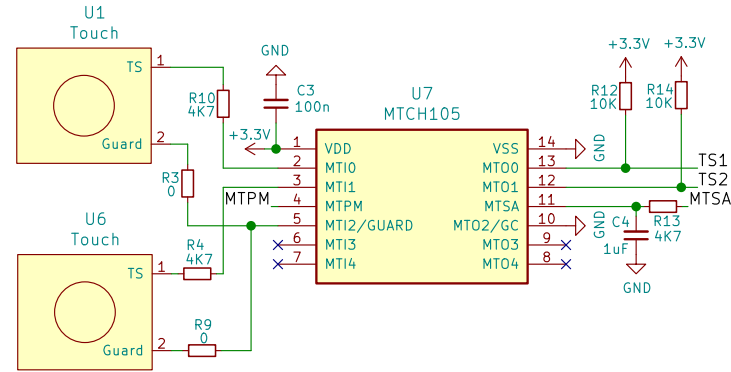 U1
Touch
TS
1
Guard
2
R10
4K7
R3
0
GND
C3
100n
+3.3V
U7
MTCH105
1
VDD
2
MTI0
3
MTI1
MTPM
4
MTPM
5
MTI2/GUARD
6
MTI3
7
MTI4
VSS
14
GND
MTO0
13
MTO1
12
MTSA
11
MTO2/GC
10
GND
MTO3
9
MTO4
8
+3.3V
+3.3V
R12
10K
R14
10K
TS1
TS2
MTSA
R13
4K7
C4
1uF
GND
U6
Touch
TS
1
R4
4K7
Guard
2
R9
0